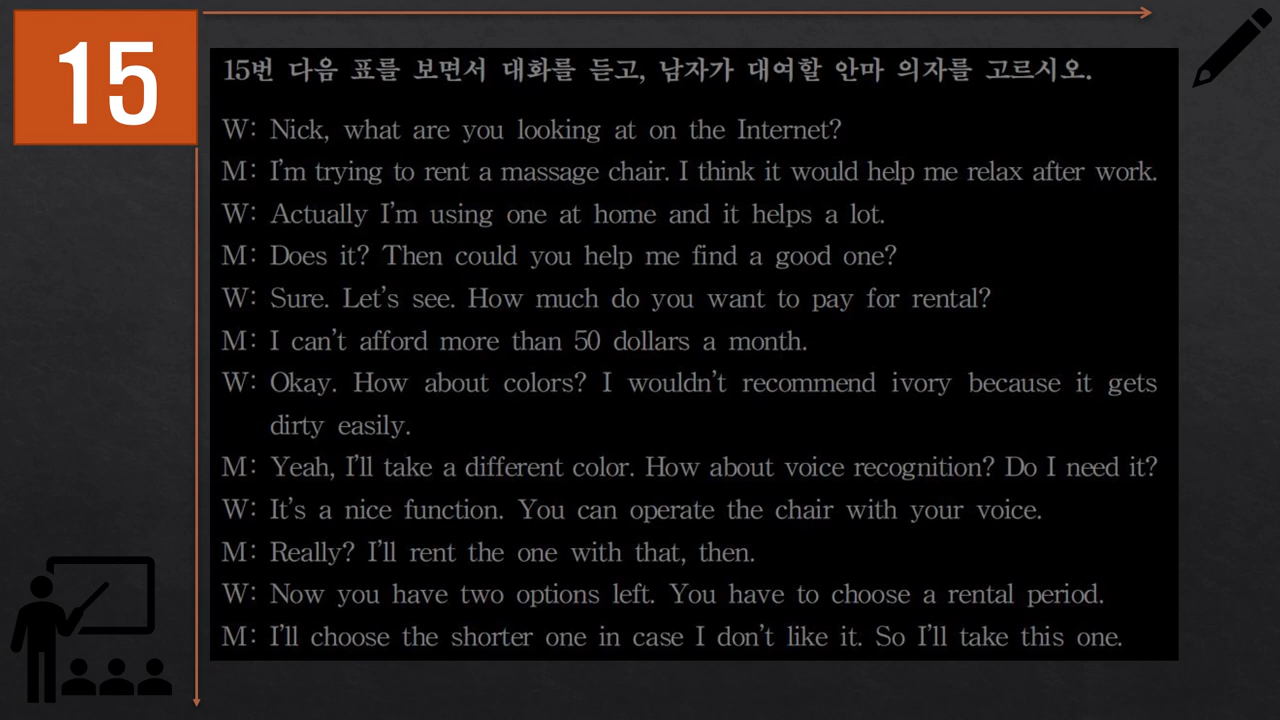 15
15번 다음 표를 보면서 대화를 듣고, 남자가 대여할 안마 의자를 고르시오.
W: Nick, what are you looking at on the Internet?
M: I'm trying to rent a massage chair. I think it would help me relax after work.
W: Actually I'm using one at home and it helps a lot.
M: Does it? Then could you help me find a good one?
W: Sure. Let's see. How much do you want to pay for rental?
M: I can't afford more than 50 dollars a month.
W: Okay. How about colors? I wouldn't recommend ivory because it gets
dirty easily.
M: Yeah, I'll take a different color. How about voice recognition? Do I need it?
W: It's a nice function. You can operate the chair with your voice.
M: Really? I'll rent the one with that, then.
W: Now you have two options left. You have to choose a rental period.
M: I'll choose the shorter one in case I don't like it. So I'll take this one.